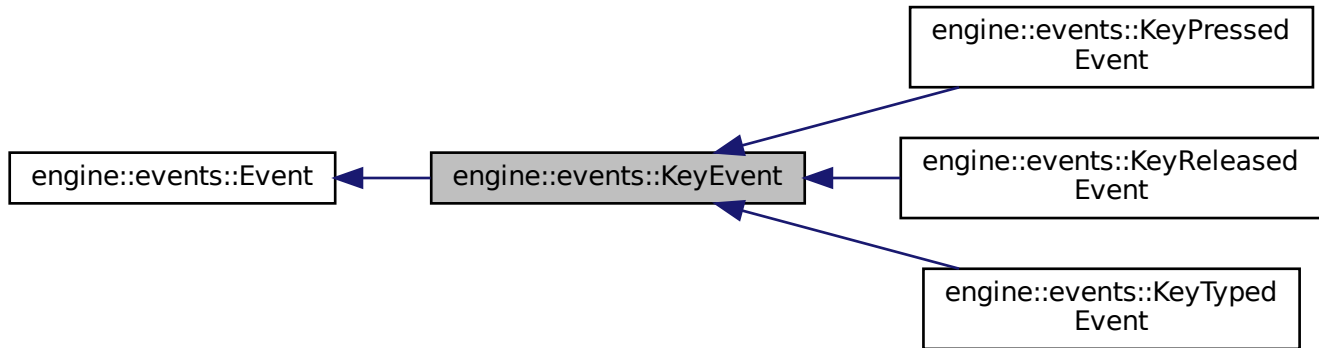 engine::events::Event
engine::events::KeyEvent
engine::events::KeyPressed
Event
engine::events::KeyReleased
Event
engine::events::KeyTyped
Event